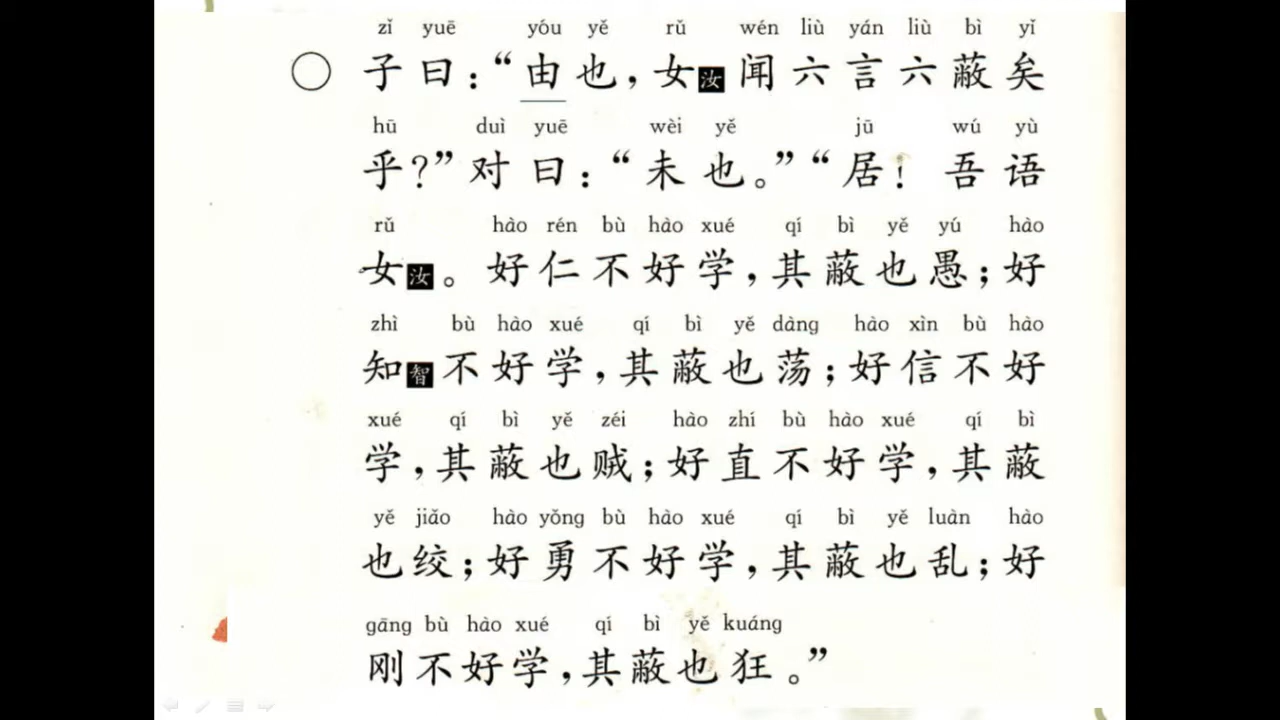 zǐ yuē yóu yě rǔ wén liù yán liù bì yǐ
○ 子曰：“由也，女汝闻六言六蔽矣
hū duì yuē wèi yě jū wú yù
乎？”对曰：“未也。”“居！吾语
rǔ hào rén bù hào xué qí bì yě yú hào
女汝。好仁不好学，其蔽也愚；好
zhì bù hào xué qí bì yě dàng hào xìn bù hào
知智不好学，其蔽也荡；好信不好
xué qí bì yě zéi hào zhí bù hào xué qí bì
学，其蔽也贼；好直不好学，其蔽
yě jiǎo hào yǒng bù hào xué qí bì yě luàn hào
也绞；好勇不好学，其蔽也乱；好
gāng bù hào xué qí bì yě kuáng
刚不好学，其蔽也狂。”